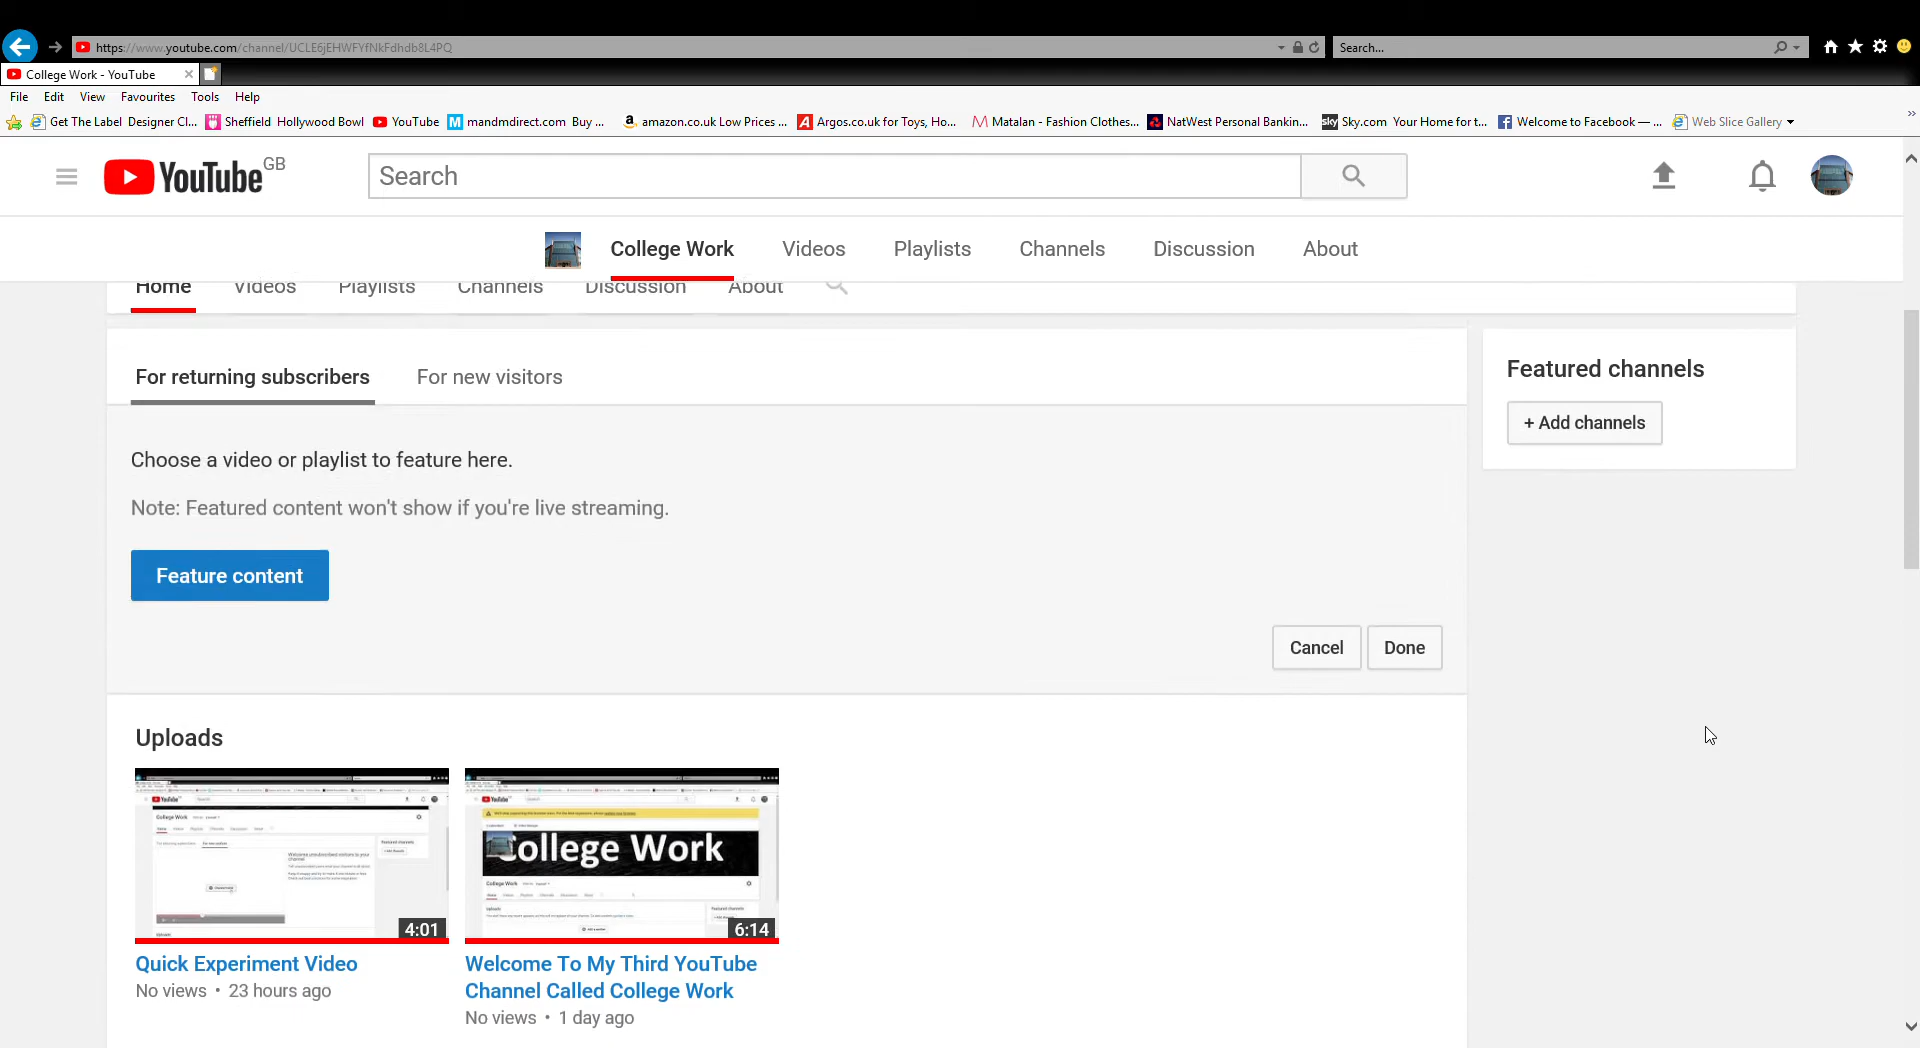 https://www.youtube.com/channel/UCLE6jEHWFYfNkFdhdb8L4PQ
Search...
College Work - YouTube
File Edit View Favourites Tools Help
Get The Label Designer Cl... Sheffield Hollywood Bowl YouTube mandmdirect.com Buy ... amazon.co.uk Low Prices ... Argos.co.uk for Toys, Ho... Matalan - Fashion Clothes... NatWest Personal Bankin... sky Sky.com Your Home for t... Welcome to Facebook — ... Web Slice Gallery
YouTube GB
Search
College Work Videos Playlists Channels Discussion About
Home Videos Playlists Channels Discussion About
For returning subscribers For new visitors
Featured channels
+ Add channels
Choose a video or playlist to feature here.
Note: Featured content won't show if you're live streaming.
Feature content
Cancel Done
Uploads
College Work
4:01
6:14
Quick Experiment Video
No views • 23 hours ago
Welcome To My Third YouTube
Channel Called College Work
No views • 1 day ago